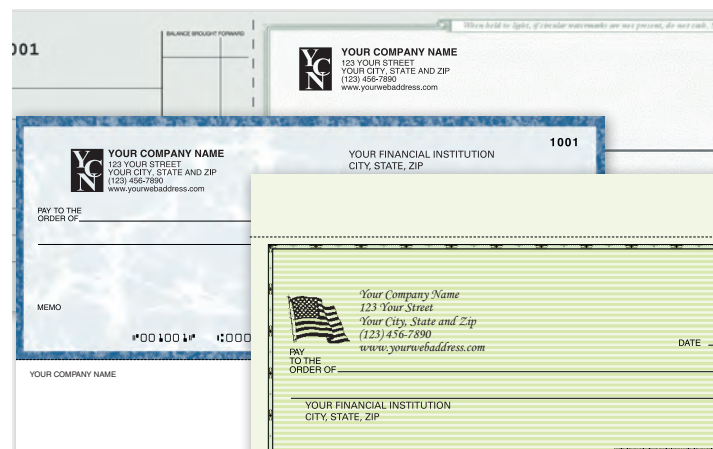 When held to light, if circular watermarks are not present, do not cash.
001
BALANCE BROUGHT FORWARD
YCN
YOUR COMPANY NAME
123 YOUR STREET
YOUR CITY, STATE AND ZIP
(123) 456-7890
www.yourwebaddress.com
1001
YCN
YOUR COMPANY NAME
123 YOUR STREET
YOUR CITY, STATE AND ZIP
(123) 456-7890
www.yourwebaddress.com
YOUR FINANCIAL INSTITUTION
CITY, STATE, ZIP
PAY TO THE
ORDER OF
MEMO
⑈001001⑈ ⑆000
YOUR COMPANY NAME
Your Company Name
123 Your Street
Your City, State and Zip
(123) 456-7890
www.yourwebaddress.com
DATE
PAY
TO THE
ORDER OF
YOUR FINANCIAL INSTITUTION
CITY, STATE, ZIP